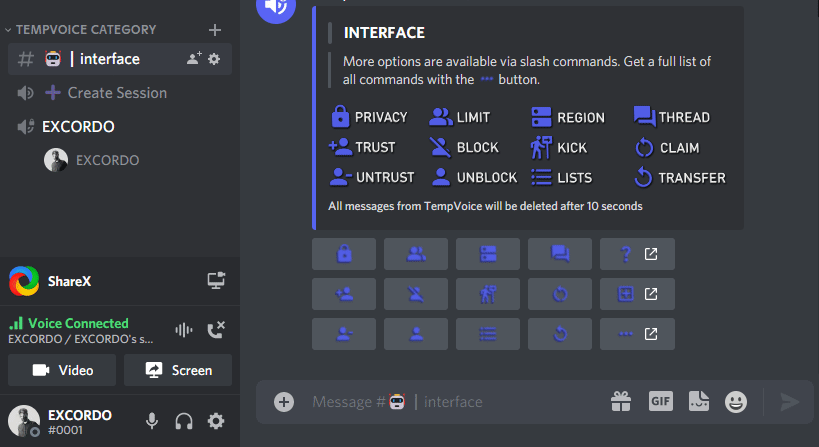 TEMPVOICE CATEGORY
| interface
Create Session
EXCORDO
EXCORDO
ShareX
Voice Connected
EXCORDO / EXCORDO's s...
Video
Screen
EXCORDO
#0001
INTERFACE
More options are available via slash commands. Get a full list of
all commands with the ••• button.
PRIVACY LIMIT REGION THREAD
TRUST BLOCK KICK CLAIM
UNTRUST UNBLOCK LISTS TRANSFER
All messages from TempVoice will be deleted after 10 seconds
?
Message # | interface
GIF